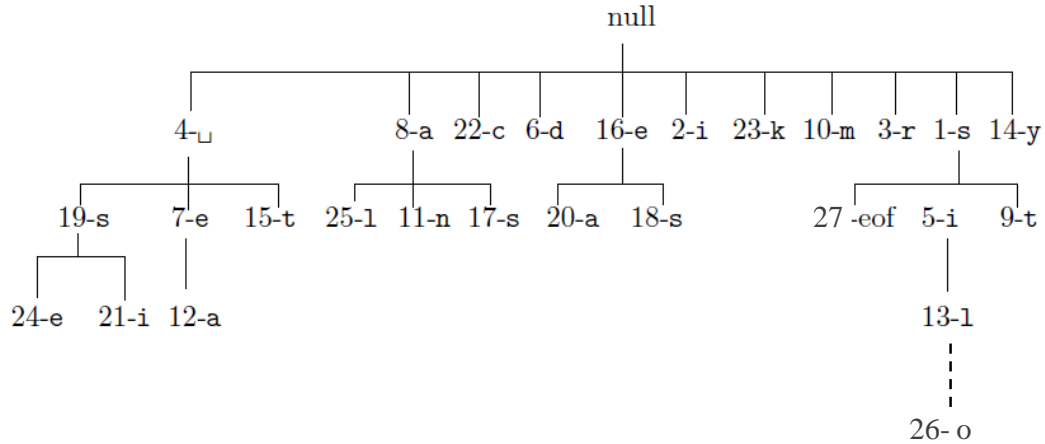 null
4-␣ 8-a 22-c 6-d 16-e 2-i 23-k 10-m 3-r 1-s 14-y
19-s 7-e 15-t 25-l 11-n 17-s 20-a 18-s 27 -eof 5-i 9-t
24-e 21-i 12-a 13-l
26- o